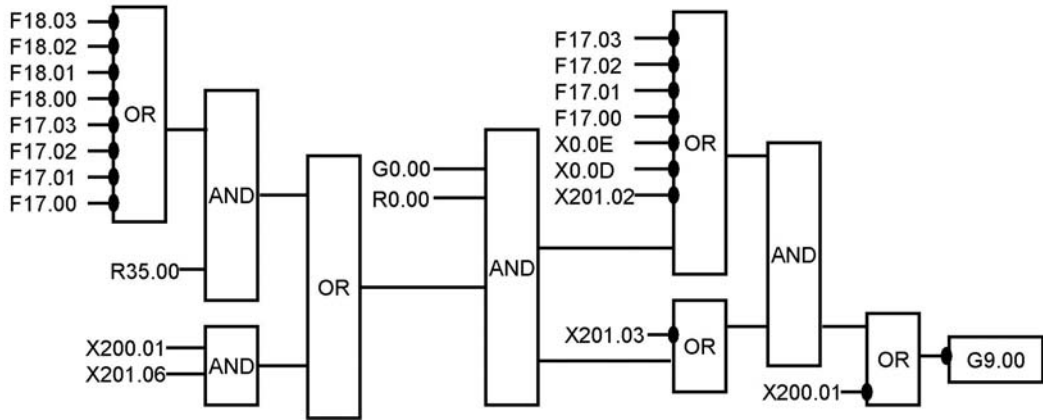 F18.03
F18.02
F18.01
F18.00
F17.03
F17.02
F17.01
F17.00
OR
R35.00
AND
X200.01
X201.06
AND
OR
G0.00
R0.00
AND
F17.03
F17.02
F17.01
F17.00
X0.0E
X0.0D
X201.02
OR
X201.03
OR
AND
X200.01
OR
G9.00